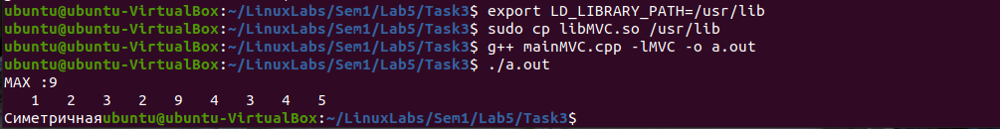 ubuntu@ubuntu-VirtualBox:~/LinuxLabs/Sem1/Lab5/Task3$ export LD_LIBRARY_PATH=/usr/lib
ubuntu@ubuntu-VirtualBox:~/LinuxLabs/Sem1/Lab5/Task3$ sudo cp libMVC.so /usr/lib
ubuntu@ubuntu-VirtualBox:~/LinuxLabs/Sem1/Lab5/Task3$ g++ mainMVC.cpp -lMVC -o a.out
ubuntu@ubuntu-VirtualBox:~/LinuxLabs/Sem1/Lab5/Task3$ ./a.out
MAX :9
   1   2   3   2   9   4   3   4   5
Симетричнаяubuntu@ubuntu-VirtualBox:~/LinuxLabs/Sem1/Lab5/Task3$